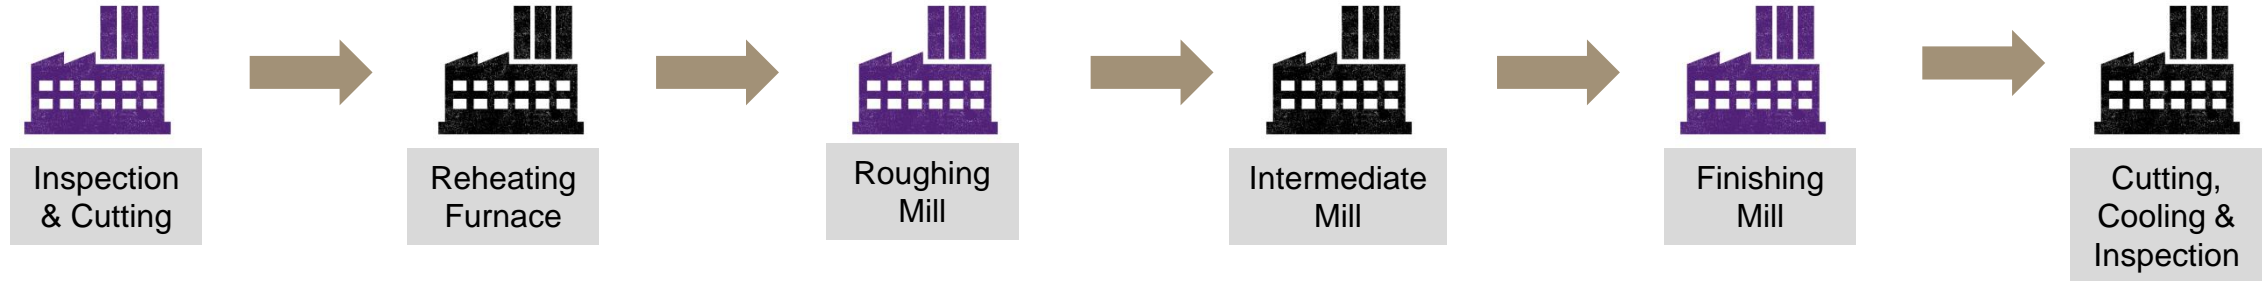 Inspection
& Cutting
Reheating
Furnace
Roughing
Mill
Intermediate
Mill
Finishing
Mill
Cutting,
Cooling &
Inspection